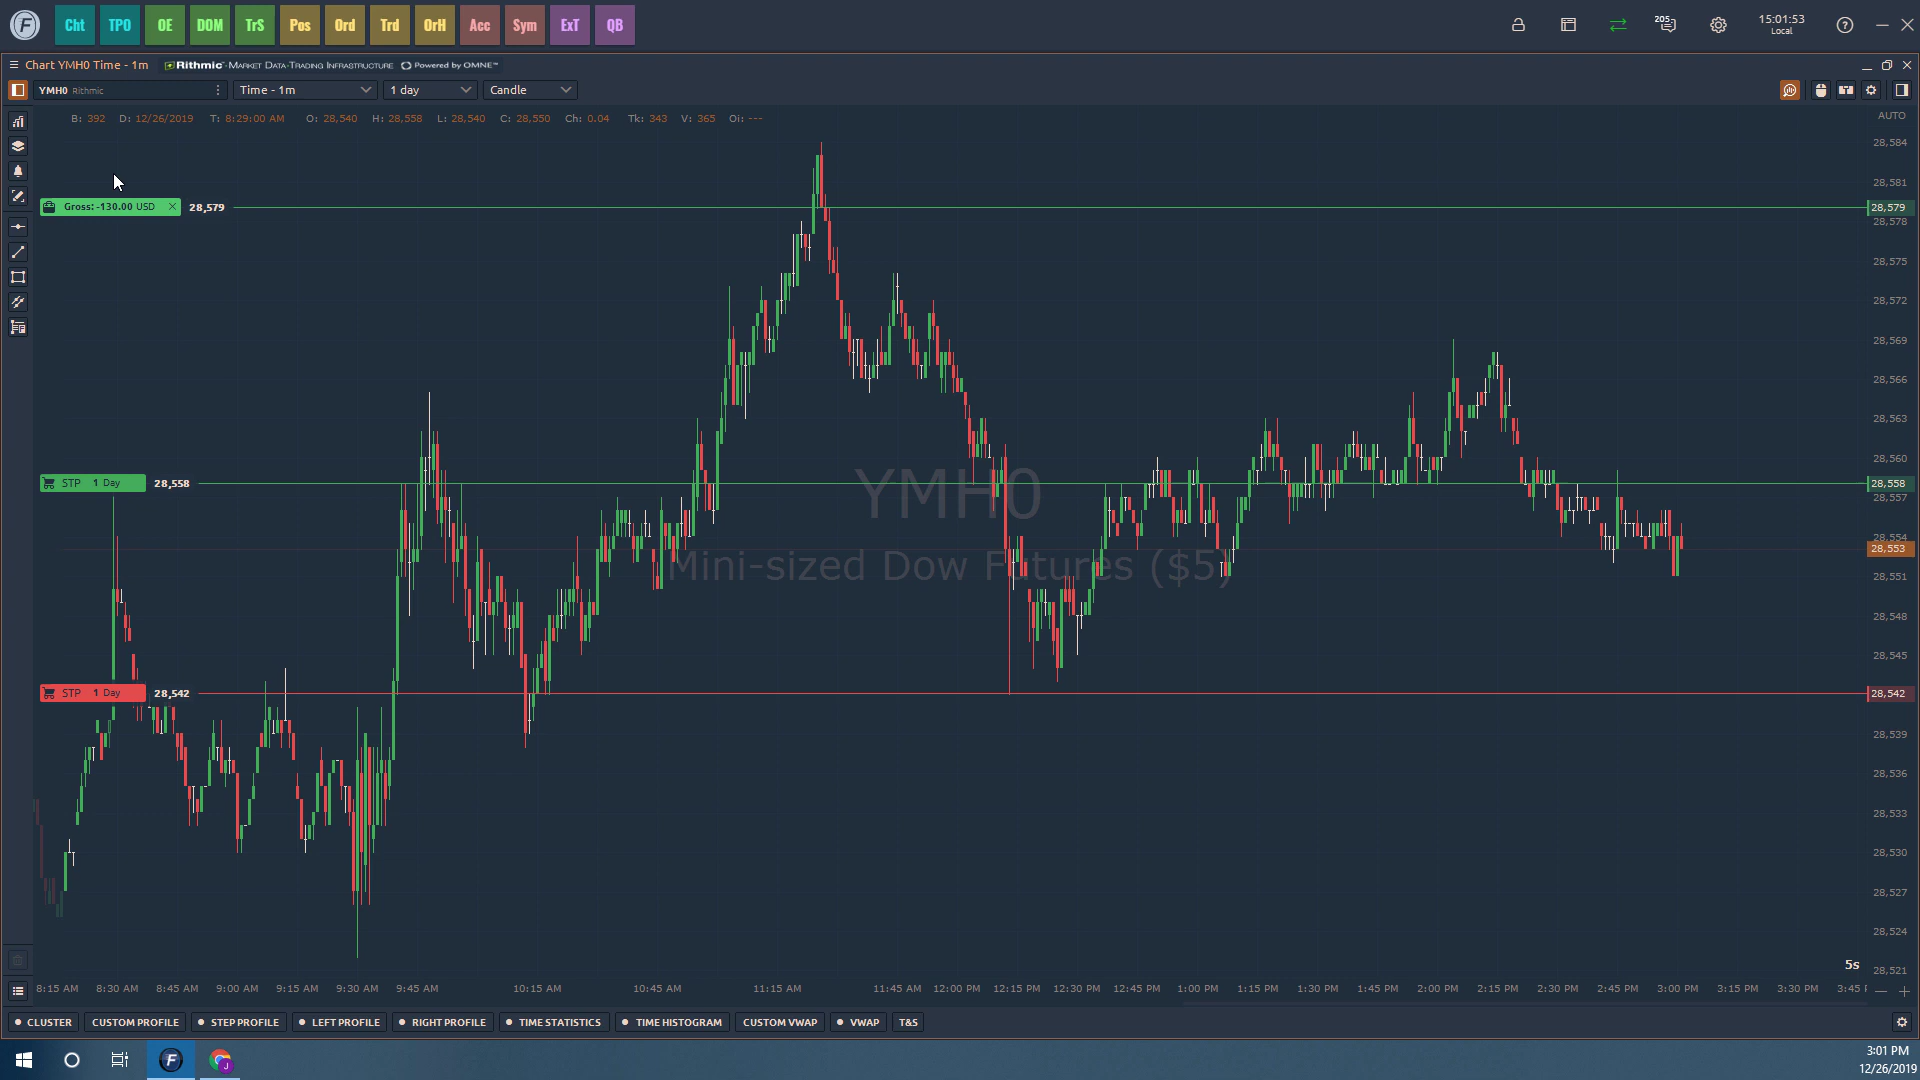 F Cht TPO OE DOM TrS Pos Ord Trd OrH Acc Sym ExT QB 205 15:01:53
Local
Chart YMH0 Time - 1m Rithmic - Market Data-Trading Infrastructure Powered by OMNE™
YMH0 Rithmic Time - 1m 1 day Candle
B: 392 D: 12/26/2019 T: 8:29:00 AM O: 28,540 H: 28,558 L: 28,540 C: 28,550 Ch: 0.04 Tk: 343 V: 365 Oi: ---
AUTO
28,584
28,581
Gross: -130.00 USD 28,579
28,579
28,578
28,575
28,572
28,569
28,566
28,563
28,560
STP 1 Day 28,558
28,558
YMH0
28,557
28,554
28,553
Mini-sized Dow Futures ($5)
28,551
28,548
28,545
STP 1 Day 28,542
28,542
28,539
28,536
28,533
28,530
28,527
28,524
5s
28,521
8:15 AM 8:30 AM 8:45 AM 9:00 AM 9:15 AM 9:30 AM 9:45 AM 10:15 AM 10:45 AM 11:15 AM 11:45 AM 12:00 PM 12:15 PM 12:30 PM 12:45 PM 1:00 PM 1:15 PM 1:30 PM 1:45 PM 2:00 PM 2:15 PM 2:30 PM 2:45 PM 3:00 PM 3:15 PM 3:30 PM 3:45
CLUSTER CUSTOM PROFILE STEP PROFILE LEFT PROFILE RIGHT PROFILE TIME STATISTICS TIME HISTOGRAM CUSTOM VWAP VWAP T&S
F J
3:01 PM
12/26/2019